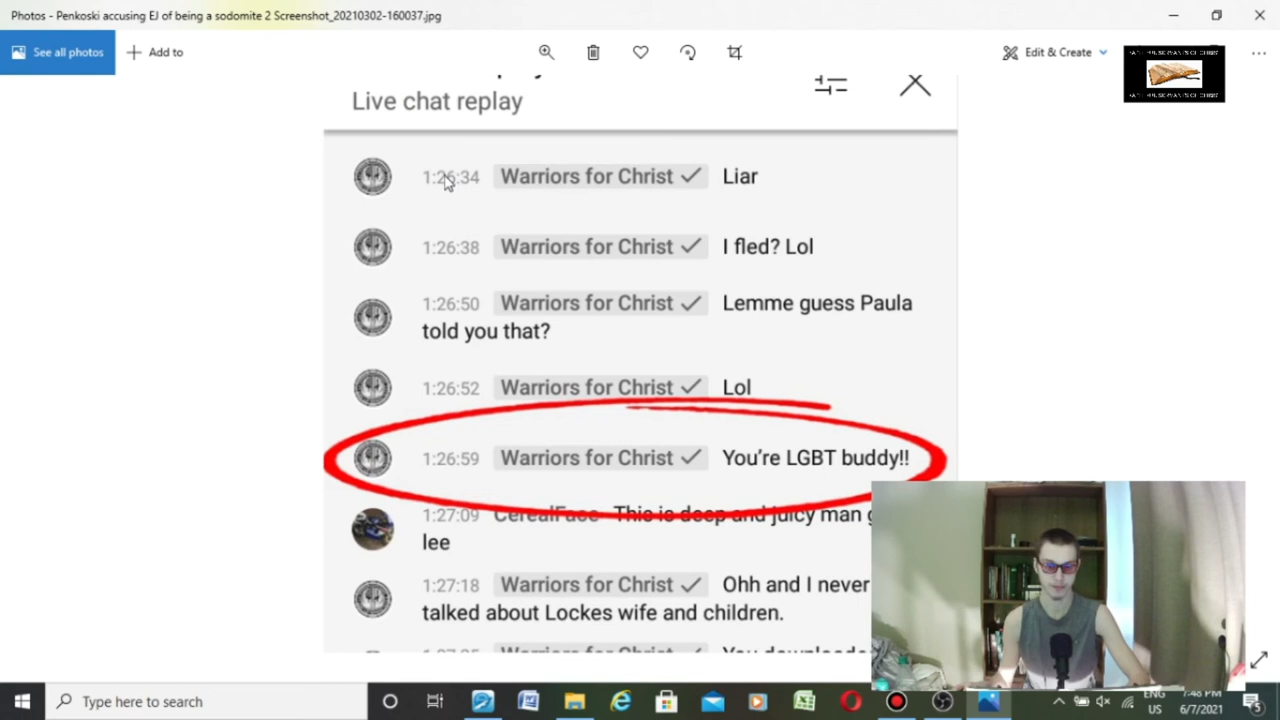 Photos - Penkoski accusing EJ of being a sodomite 2 Screenshot_20210302-160037.jpg
See all photos
Add to
Edit & Create
Live chat replay
1:26:34 Warriors for Christ Liar
1:26:38 Warriors for Christ I fled? Lol
1:26:50 Warriors for Christ Lemme guess Paula
told you that?
1:26:52 Warriors for Christ Lol
1:26:59 Warriors for Christ You're LGBT buddy!!
1:27:09 CerealFace This is deep and juicy man
lee
1:27:18 Warriors for Christ Ohh and I never
talked about Lockes wife and children.
Type here to search
ENG
US
7:48 PM
6/7/2021
5